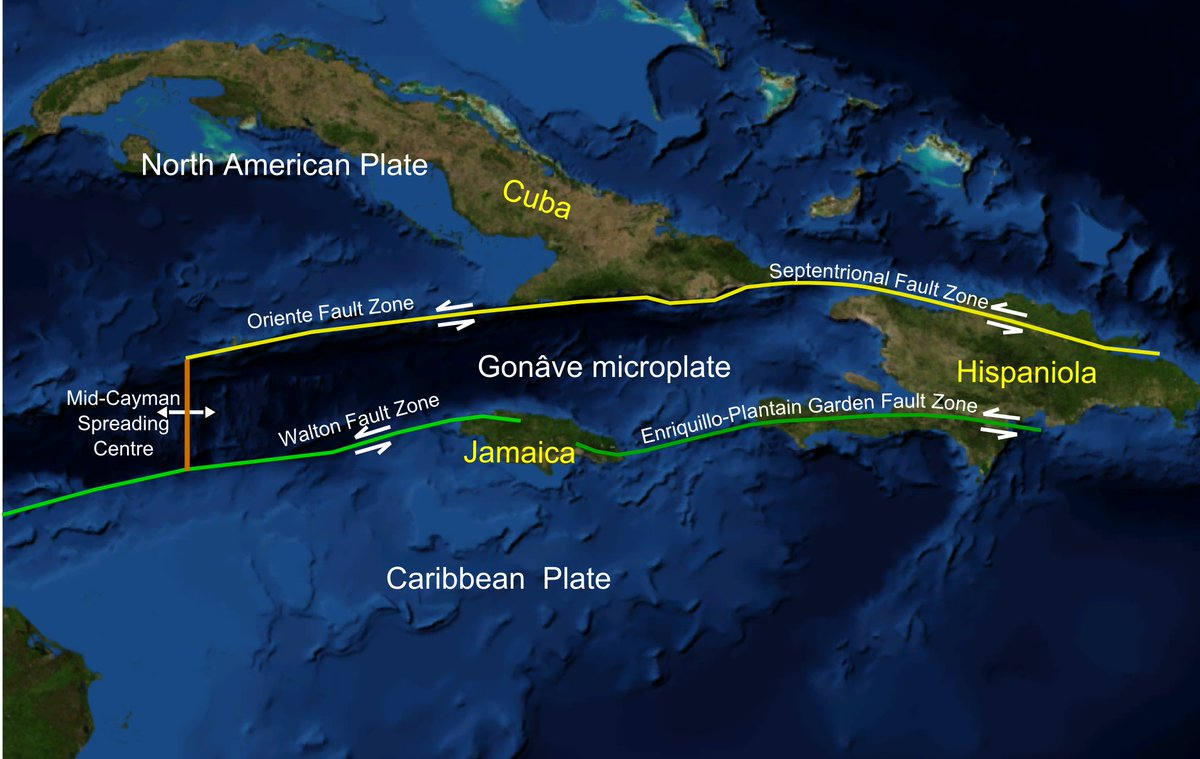 North American Plate
Cuba
Septentrional Fault Zone
Oriente Fault Zone
Gonâve microplate
Hispaniola
Mid-Cayman
Spreading
Centre
Walton Fault Zone
Enriquillo-Plantain Garden Fault Zone
Jamaica
Caribbean Plate